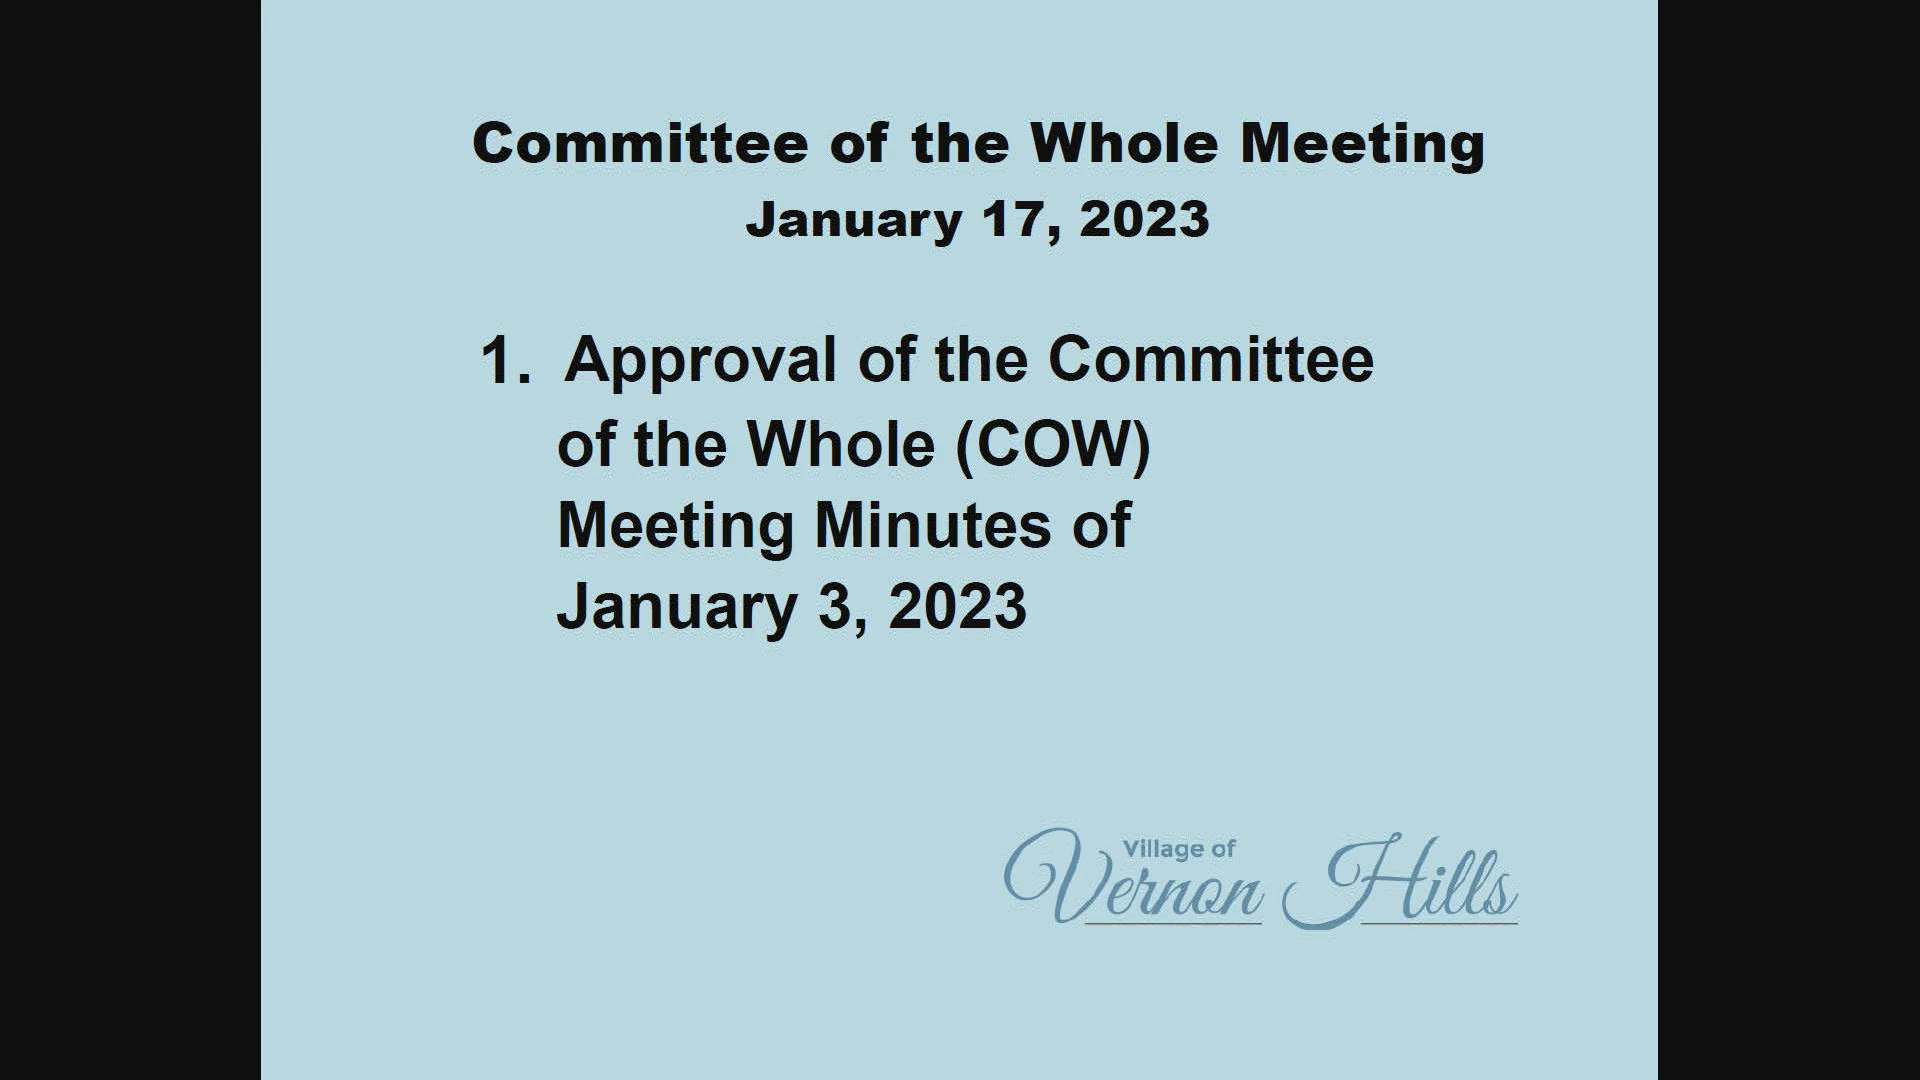 Committee of the Whole Meeting
January 17, 2023
1. Approval of the Committee
of the Whole (COW)
Meeting Minutes of
January 3, 2023
Village of
Vernon Hills